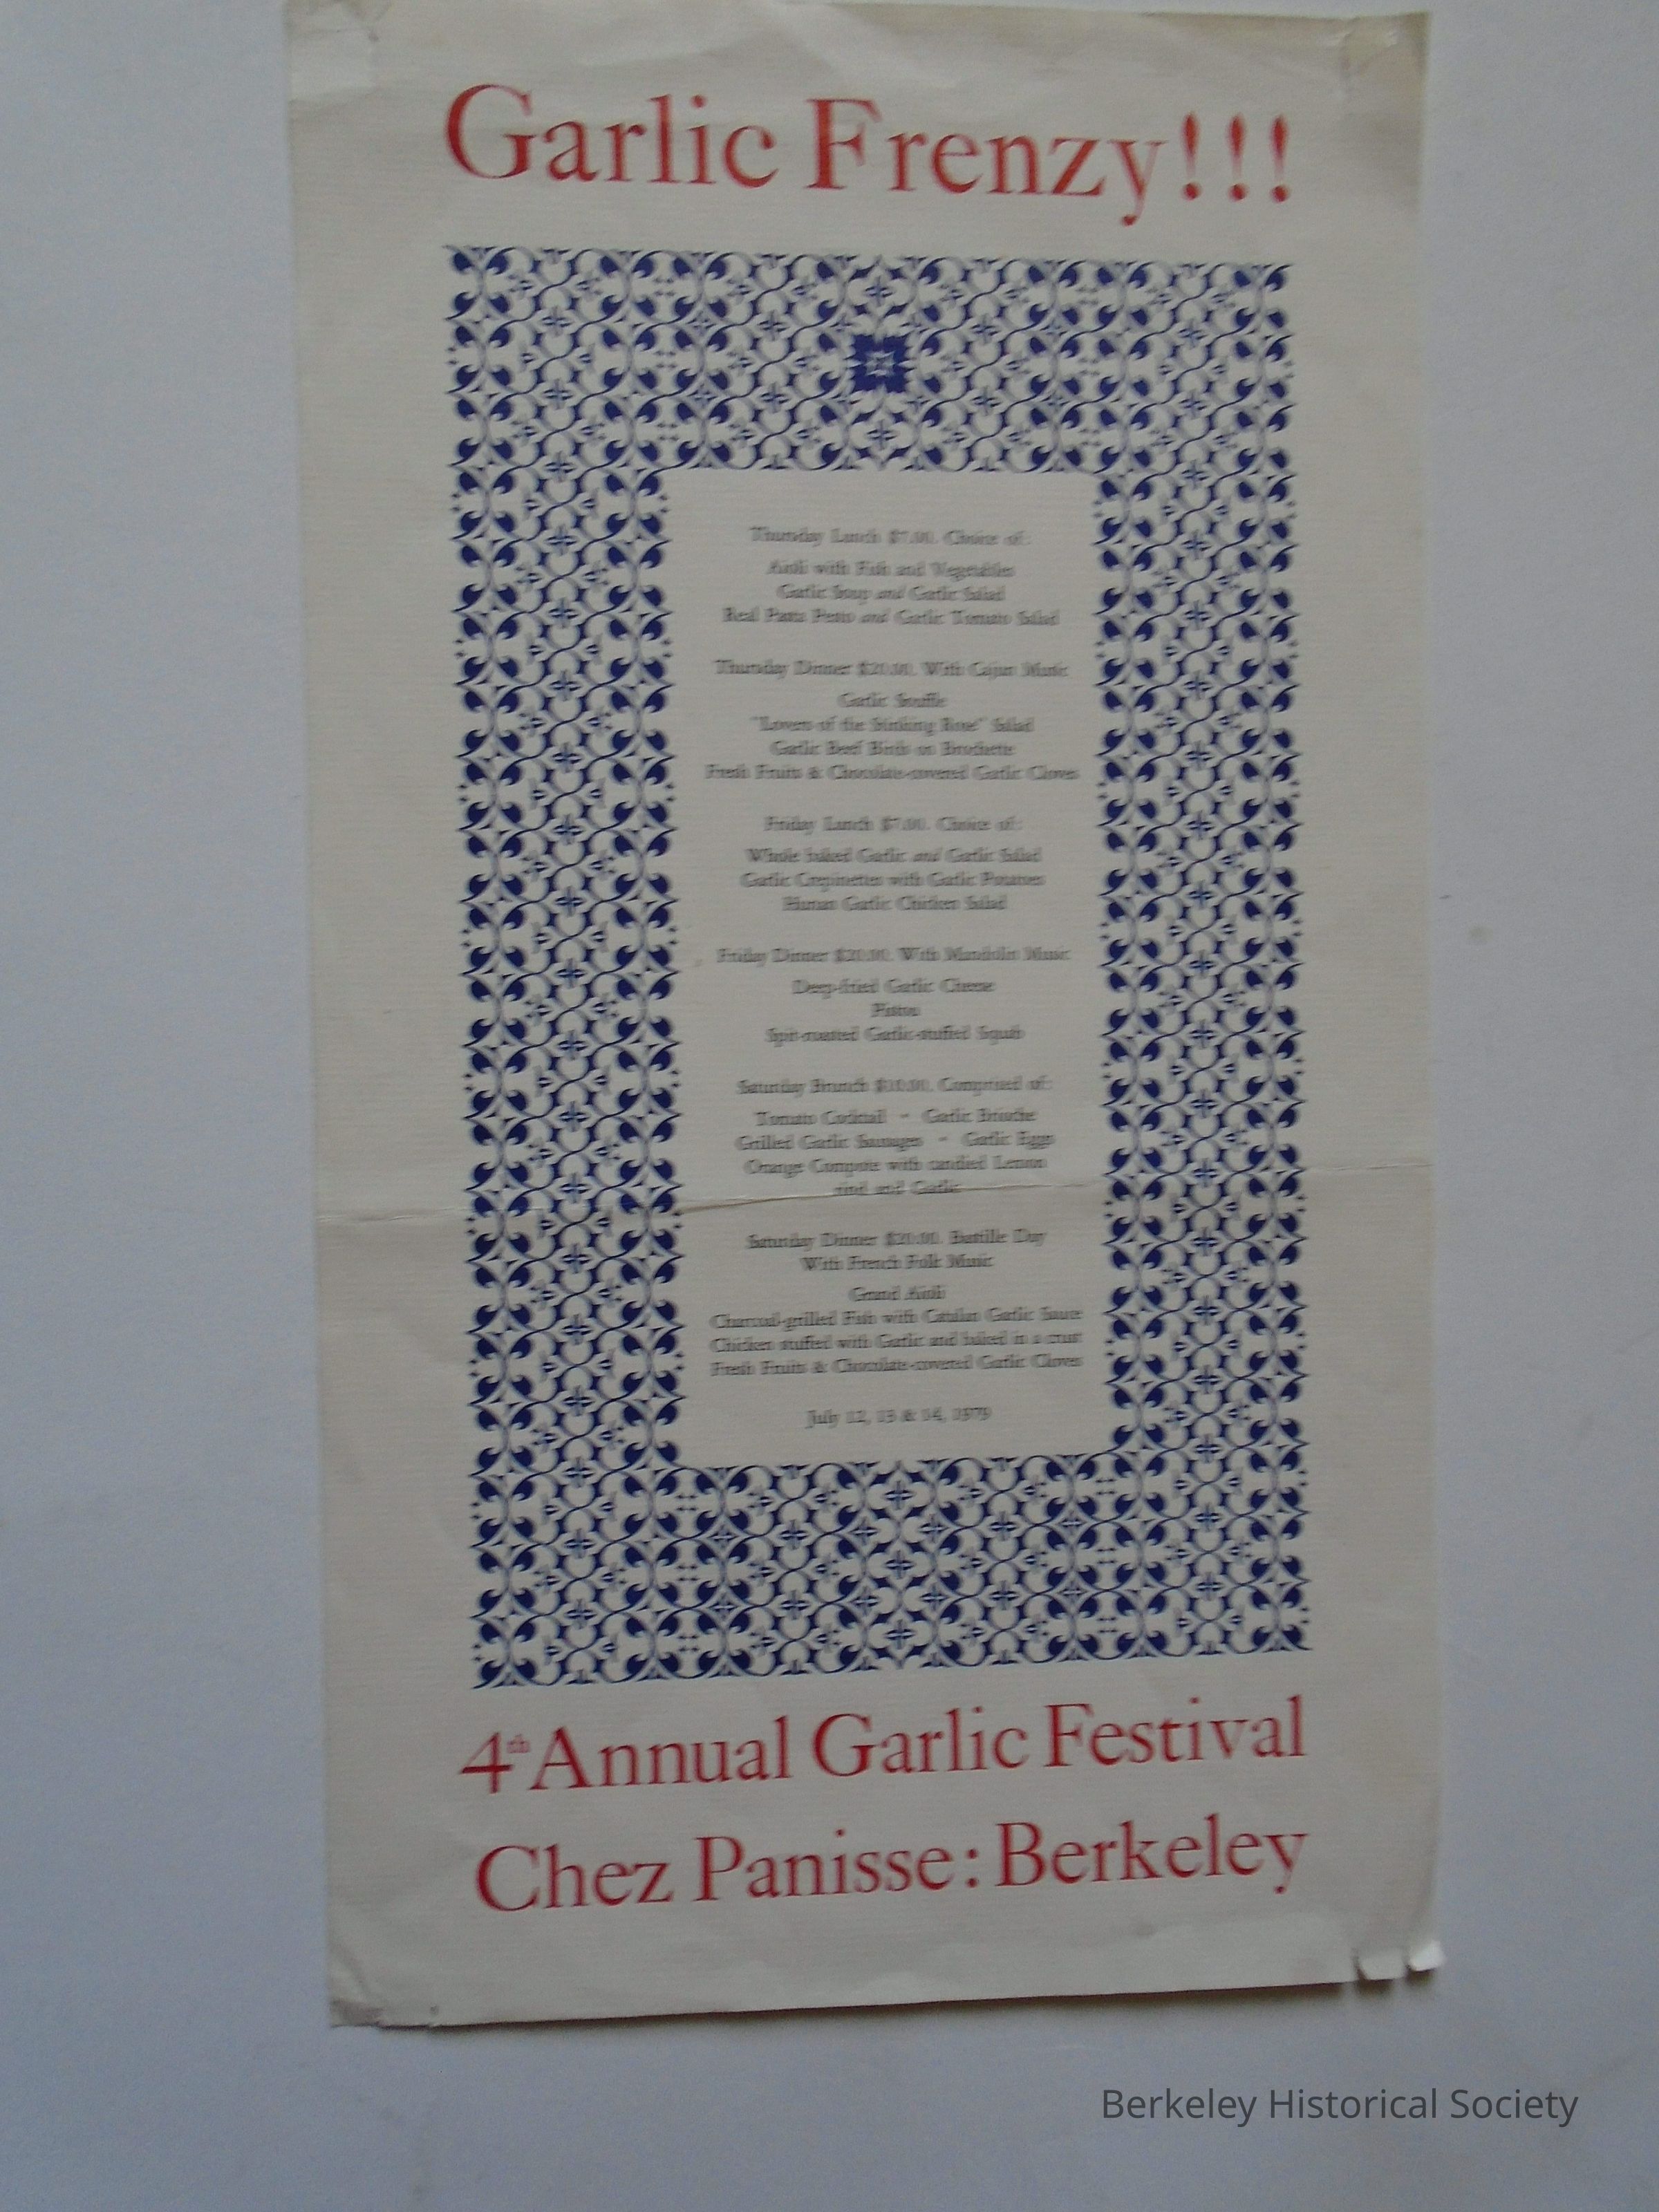 Garlic Frenzy!!!
Thursday Lunch $7.00. Choice of:
Aioli with Fish and Vegetables
Garlic Soup and Garlic Salad
Real Pasta Pesto and Garlic Tomato Salad
Thursday Dinner $20.00. With Cajun Music
Garlic Souffle
"Lovers of the Stinking Rose" Salad
Garlic Beef Birds on Brochette
Fresh Fruits & Chocolate-covered Garlic Cloves
Friday Lunch $7.00. Choice of:
Whole baked Garlic and Garlic Salad
Garlic Crepinettes with Garlic Potatoes
Hunan Garlic Chicken Salad
Friday Dinner $20.00. With Mandolin Music
Deep-fried Garlic Cheese
Spit-roasted Garlic-stuffed Squab
Saturday Brunch $10.00. Comprised of:
Tomato Cocktail - Garlic Brioche
Grilled Garlic Sausages - Garlic Eggs
Orange Compote with candied Lemon
rind and Garlic
Saturday Dinner $20.00. Bastille Day
With French Folk Music
Grand Aioli
Charcoal-grilled Fish with Catalan Garlic Sauce
Chicken stuffed with Garlic and baked in a crust
Fresh Fruits & Chocolate-covered Garlic Cloves
July 12, 13 & 14, 1979
4th Annual Garlic Festival
Chez Panisse: Berkeley
Berkeley Historical Society